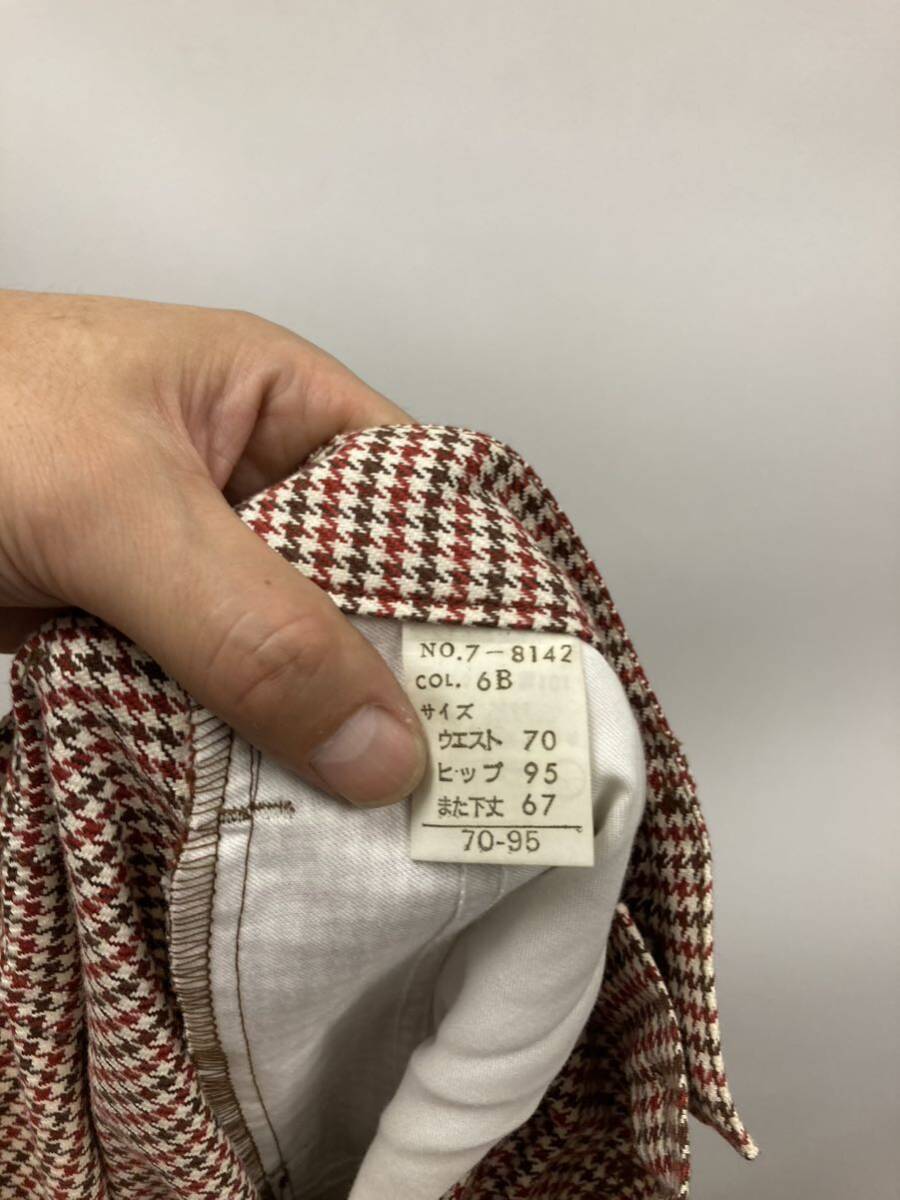 NO.7-8142
COL. 6B
サイズ
ウエスト 70
ヒップ 95
また下丈 67
70-95